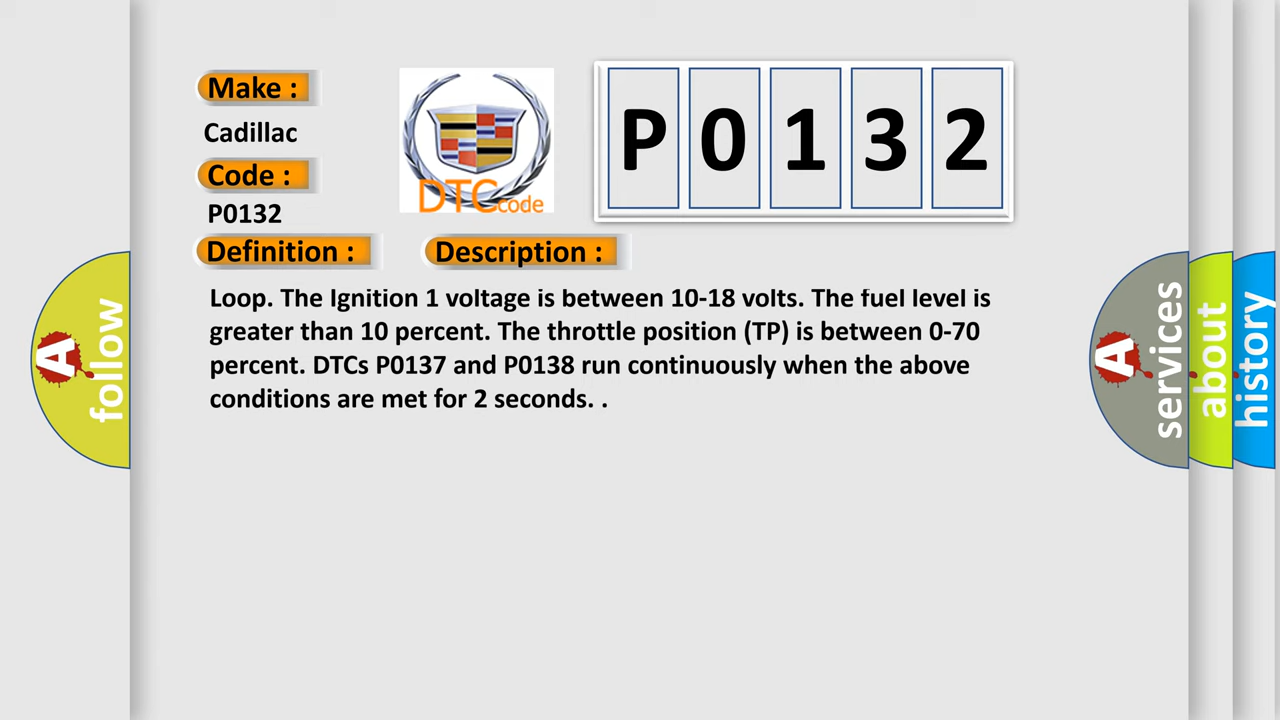 Make :
Cadillac
Code :
P0132
DTCcode
P0132
Definition :
Description :
Loop. The Ignition 1 voltage is between 10-18 volts. The fuel level is
greater than 10 percent. The throttle position (TP) is between 0-70
percent. DTCs P0137 and P0138 run continuously when the above
conditions are met for 2 seconds. .
A follow
A services
about
history